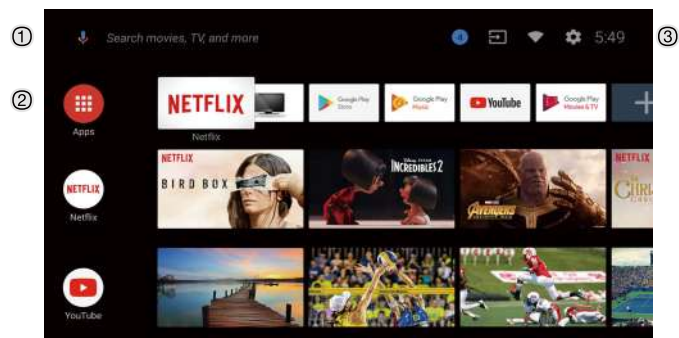 ① Search movies, TV, and more 4 5:49 ③
② NETFLIX Google Play Store Google Play Music YouTube Google Play Movies & TV
Apps Netflix
NETFLIX NETFLIX
BIRD BOX INCREDIBLES 2 AVENGERS
NETFLIX
Netflix
YouTube